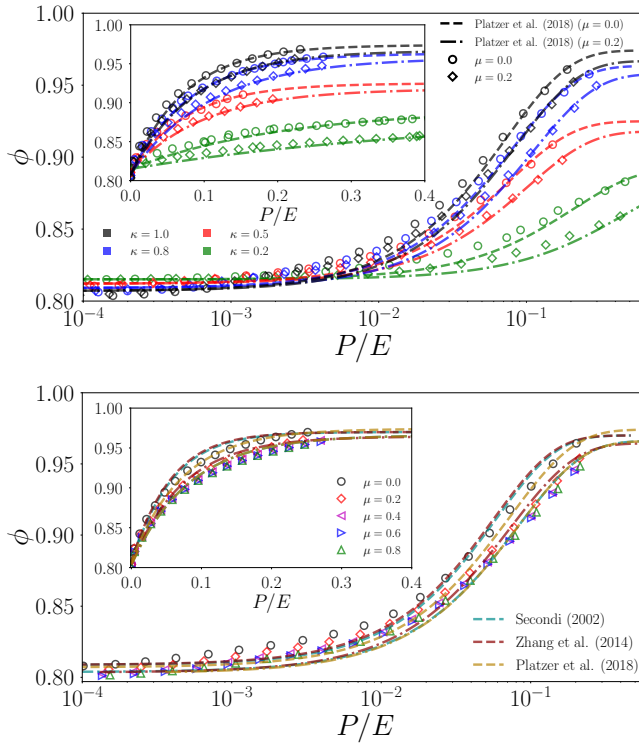 Platzer et al. (2018) (μ=0.0)
Platzer et al. (2018) (μ=0.2)
μ = 0.0
μ = 0.2
1.00
0.95
0.90
0.85
0.80
ϕ
1.00
0.95
0.90
0.85
0.80
0.0 0.1 0.2 0.3 0.4
P/E
κ = 1.0 κ = 0.5
κ = 0.8 κ = 0.2
10⁻⁴ 10⁻³ 10⁻² 10⁻¹
P/E
1.00
0.95
0.90
0.85
0.80
ϕ
1.00
0.95
0.90
0.85
0.80
μ = 0.0
μ = 0.2
μ = 0.4
μ = 0.6
μ = 0.8
0.0 0.1 0.2 0.3 0.4
P/E
Secondi (2002)
Zhang et al. (2014)
Platzer et al. (2018)
10⁻⁴ 10⁻³ 10⁻² 10⁻¹
P/E